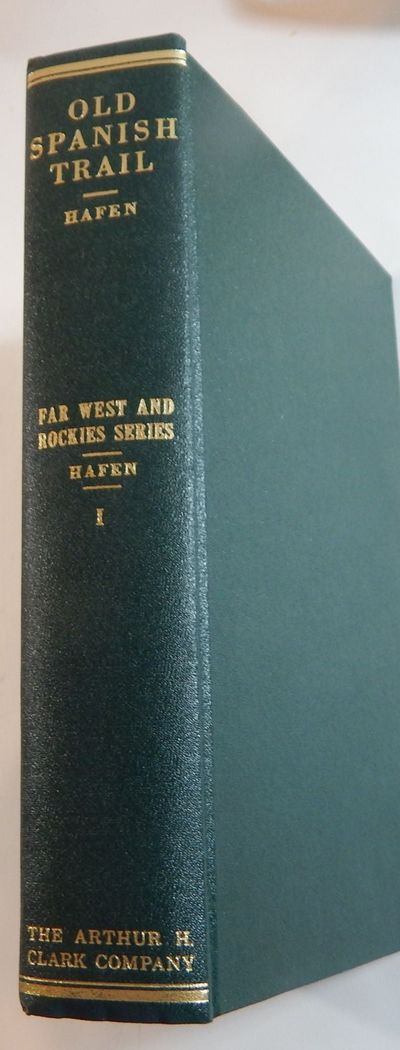 OLD
SPANISH
TRAIL
HAFEN
FAR WEST AND
ROCKIES SERIES
HAFEN
I
THE ARTHUR H.
CLARK COMPANY